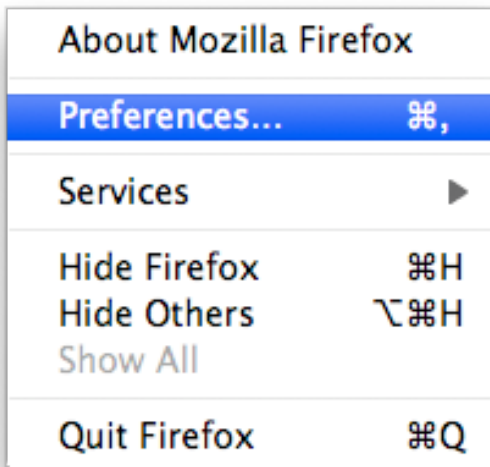 About Mozilla Firefox
Preferences... ⌘,
Services ▶
Hide Firefox ⌘H
Hide Others ⌥⌘H
Show All
Quit Firefox ⌘Q